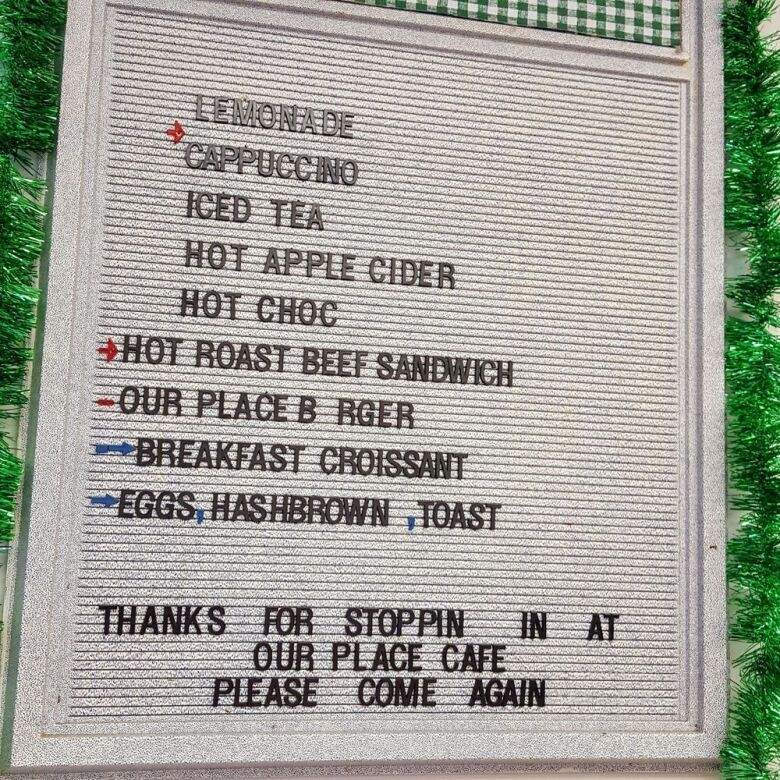 LEMONADE
CAPPUCCINO
ICED TEA
HOT APPLE CIDER
HOT CHOC
HOT ROAST BEEF SANDWICH
OUR PLACE B RGER
BREAKFAST CROISSANT
EGGS, HASHBROWN , TOAST
THANKS FOR STOPPIN IN AT
OUR PLACE CAFE
PLEASE COME AGAIN